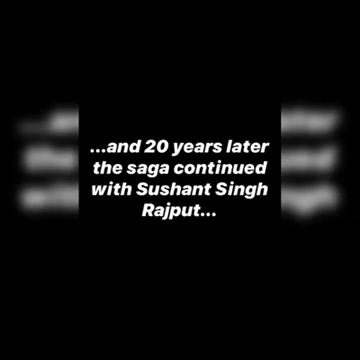 ...and 20 years later
the saga continued
with Sushant Singh
Rajput...